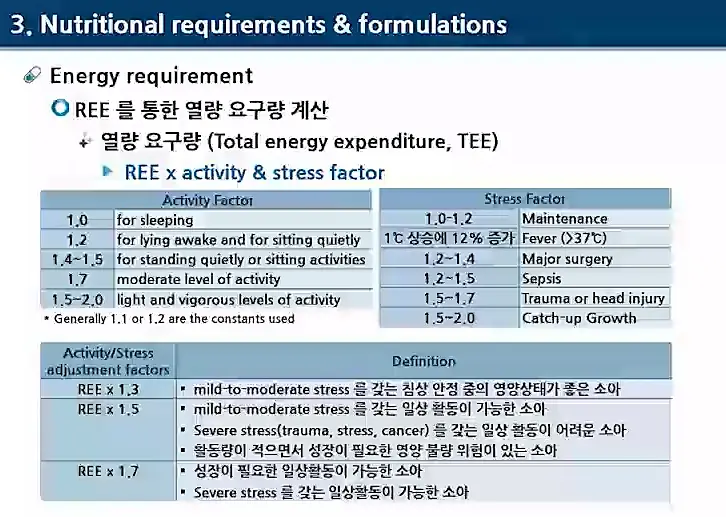 3. Nutritional requirements & formulations
Energy requirement
REE 를 통한 열량 요구량 계산
열량 요구량 (Total energy expenditure, TEE)
REE x activity & stress factor
Activity Factor
1.0 for sleeping
1.2 for lying awake and for sitting quietly
1.4~1.5 for standing quietly or sitting activities
1.7 moderate level of activity
1.5~2.0 light and vigorous levels of activity
* Generally 1.1 or 1.2 are the constants used
Stress Factor
1.0-1.2 Maintenance
1℃ 상승에 12% 증가 Fever (>37℃)
1.2~1.4 Major surgery
1.2~1.5 Sepsis
1.5~1.7 Trauma or head injury
1.5~2.0 Catch-up Growth
Activity/Stress
adjustment factors
Definition
REE x 1.3 ▪ mild-to-moderate stress 를 갖는 침상 안정 중의 영양상태가 좋은 소아
REE x 1.5 ▪ mild-to-moderate stress 를 갖는 일상 활동이 가능한 소아
▪ Severe stress(trauma, stress, cancer) 를 갖는 일상 활동이 어려운 소아
▪ 활동량이 적으면서 성장이 필요한 영양 불량 위험이 있는 소아
REE x 1.7 ▪ 성장이 필요한 일상활동이 가능한 소아
▪ Severe stress 를 갖는 일상활동이 가능한 소아